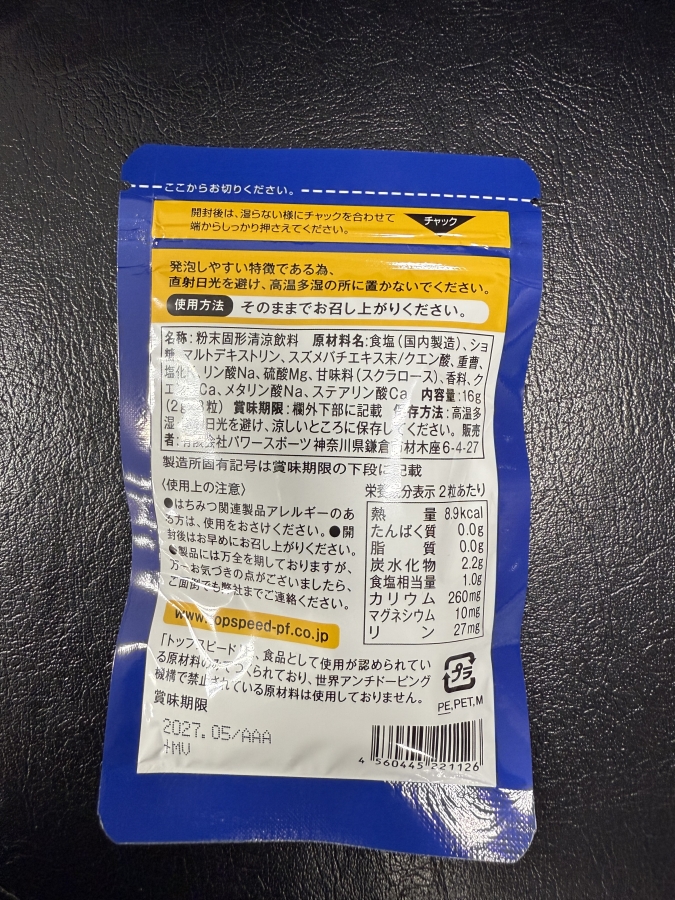 ここからお切りください。
開封後は、湿らない様にチャックを合わせて
端からしっかり押さえてください。
チャック
発泡しやすい特徴である為、
直射日光を避け、高温多湿の所に置かないでください。
使用方法 そのままでお召し上がりください。
名称:粉末固形清涼飲料 原材料名:食塩(国内製造)、ショ
糖、マルトデキストリン、スズメバチエキス末/クエン酸、重曹、
塩化K、リン酸Na、硫酸Mg、甘味料(スクラロース)、香料、ク
エン酸Ca、メタリン酸Na、ステアリン酸Ca 内容量:16g
(2g×8粒) 賞味期限:欄外下部に記載 保存方法:高温多
湿、直射日光を避け、涼しいところに保存してください。販売
者:有限会社パワースポーツ 神奈川県鎌倉市材木座6-4-27
製造所固有記号は賞味期限の下段に記載
〈使用上の注意〉
●はちみつ関連製品アレルギーのあ
る方は、使用をおさけください。●開
封後はお早めにお召し上がりください。
●製品には万全を期しておりますが、
万一お気づきの点がございましたら、
ご面倒でも弊社までご連絡ください。
栄養成分表示 2粒あたり)
熱量 8.9kcal
たんぱく質 0.0g
脂質 0.0g
炭水化物 2.2g
食塩相当量 1.0g
カリウム 260mg
マグネシウム 10mg
リン 27mg
www.topspeed-pf.co.jp
「トップスピード」は、食品として使用が認められてい
る原材料のみでつくられており、世界アンチドーピング
機構で禁止されている原材料は使用しておりません。
賞味期限
2027.05/AAA
+MV
プラ
PE,PET,M
4 560445 221126